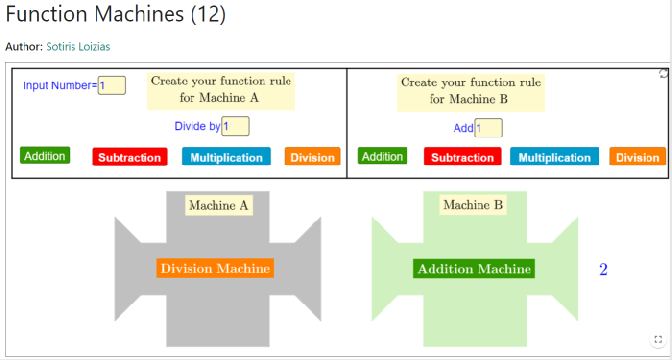 Function Machines (12)
Author: Sotiris Loizias
Input Number=1
Create your function rule
for Machine A
Divide by 1
Addition
Subtraction
Multiplication
Division
Create your function rule
for Machine B
Add 1
Addition
Subtraction
Multiplication
Division
Machine A
Division Machine
Machine B
Addition Machine
2